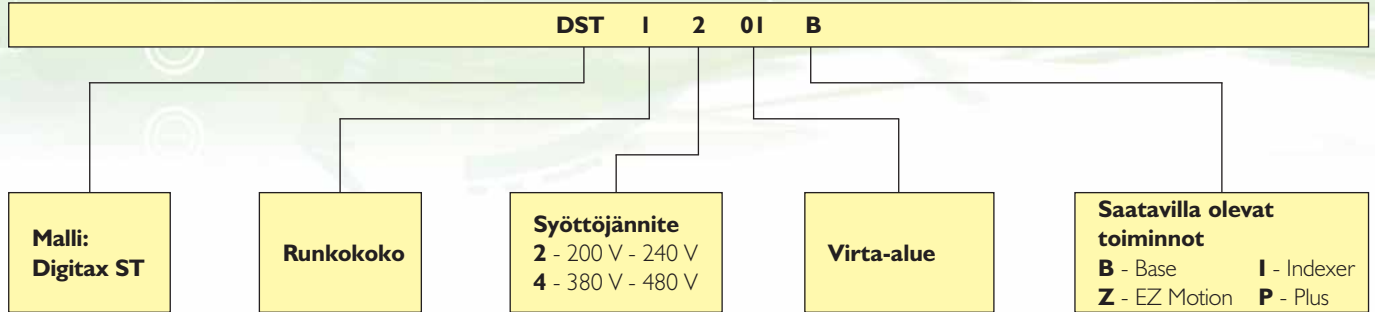 DST 1 2 01 B
Malli:
Digitax ST
Runkokoko
Syöttöjännite
2 - 200 V - 240 V
4 - 380 V - 480 V
Virta-alue
Saatavilla olevat
toiminnot
B - Base I - Indexer
Z - EZ Motion P - Plus